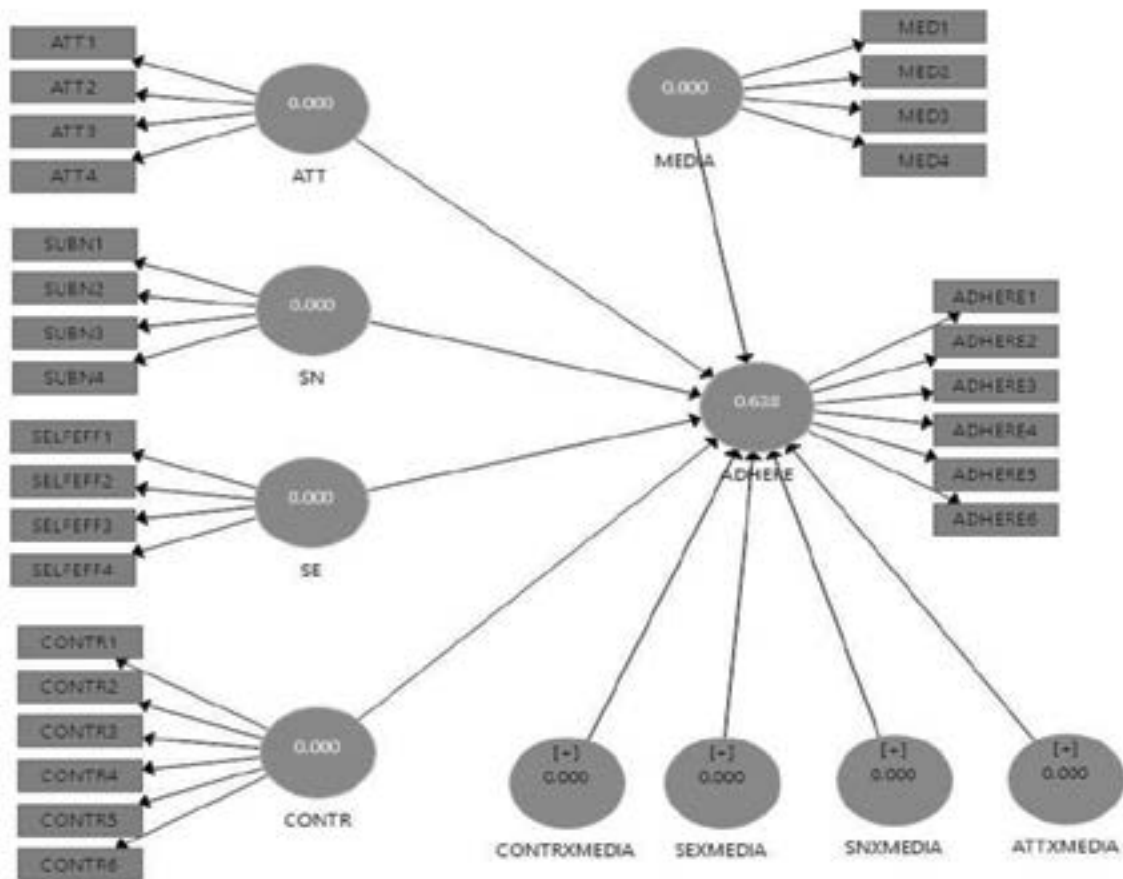 ATT1
ATT2
ATT3
ATT4
0.000
ATT
MED1
MED2
MED3
MED4
0.000
MEDIA
SUBN1
SUBN2
SUBN3
SUBN4
0.000
SN
ADHERE1
ADHERE2
ADHERE3
ADHERE4
ADHERE5
ADHERE6
0.638
ADHERE
SELFEFF1
SELFEFF2
SELFEFF3
SELFEFF4
0.000
SE
CONTR1
CONTR2
CONTR3
CONTR4
CONTR5
CONTR6
0.000
CONTR
[+]
0.000
CONTRXMEDIA
[+]
0.000
SEXMEDIA
[+]
0.000
SNXMEDIA
[+]
0.000
ATTXMEDIA